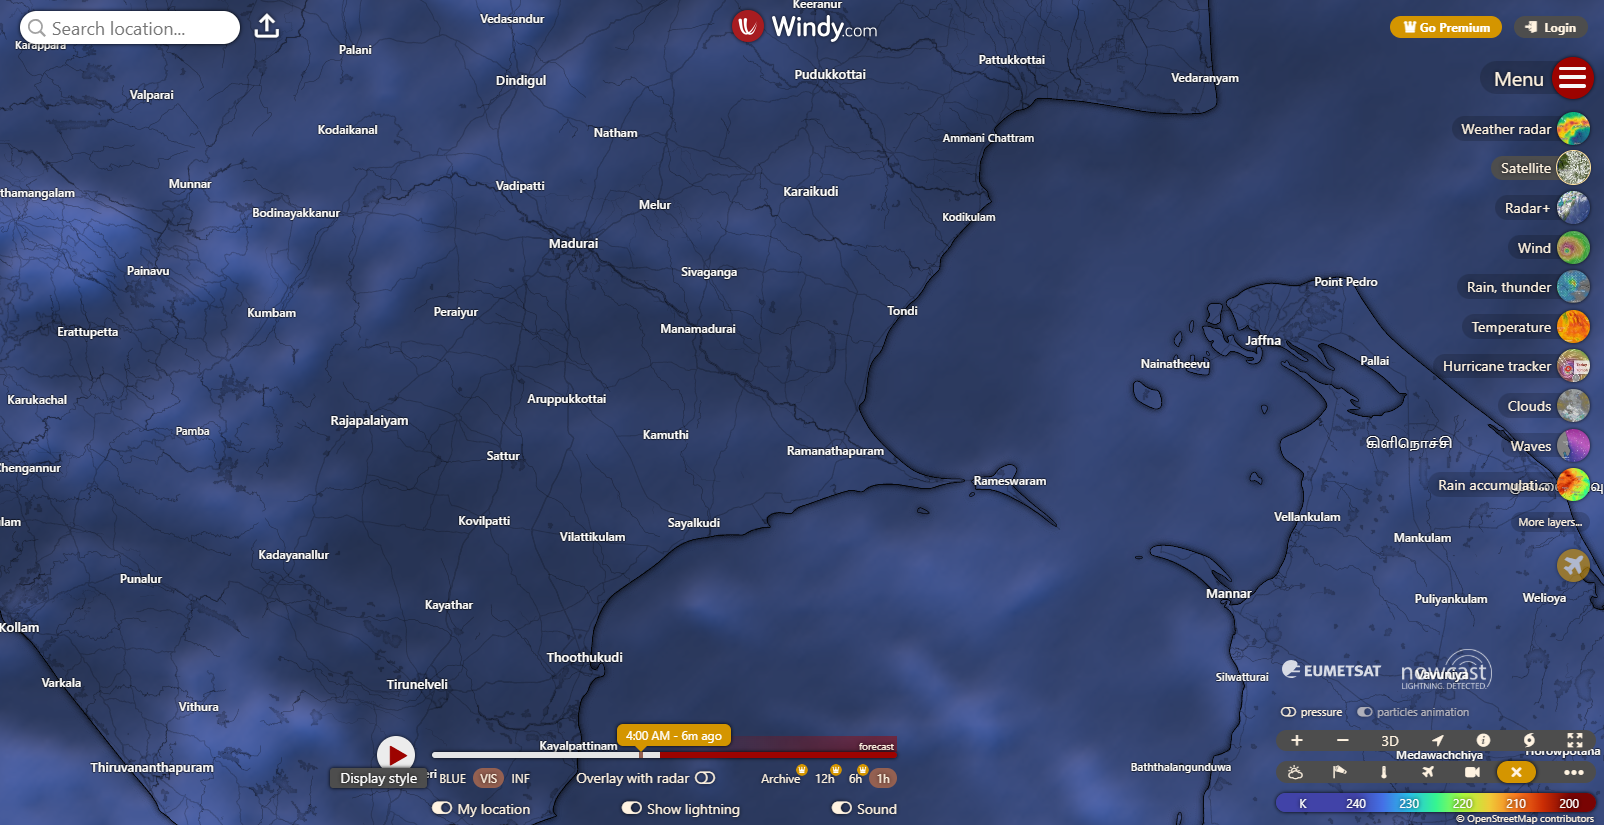 Search location...
Windy.com
Go Premium
Login
Menu
Weather radar
Satellite
Radar+
Wind
Rain, thunder
Temperature
Hurricane tracker
Clouds
Waves
Rain accumulati
More layers...
Keeranur
Vedasandur
Karappara
Palani
Pattukkottai
Pudukkottai
Dindigul
Vedaranyam
Valparai
Kodaikanal
Natham
Ammani Chattram
Munnar
Vadipatti
thamangalam
Karaikudi
Melur
Bodinayakkanur
Kodikulam
Madurai
Painavu
Sivaganga
Point Pedro
Kumbam
Peraiyur
Tondi
Erattupetta
Manamadurai
Jaffna
Nainatheevu
Pallai
Karukachal
Aruppukkottai
Rajapalaiyam
Pamba
Kamuthi
கிளிநொச்சி
Ramanathapuram
Sattur
Chengannur
Rameswaram
Vellankulam
Kovilpatti
Sayalkudi
lam
Vilattikulam
Mankulam
Kadayanallur
Punalur
Mannar
Welioya
Puliyankulam
Kayathar
Kollam
Thoothukudi
Silwatturai
Vavuniya
Varkala
Tirunelveli
Vithura
Kayalpattinam
Medawachchiya
Horowpotana
Thiruvananthapuram
Baththalangunduwa
eri
EUMETSAT
nowcast
LIGHTNING. DETECTED.
pressure
particles animation
3D
4:00 AM - 6m ago
forecast
Display style
BLUE VIS INF
Overlay with radar
Archive 12h 6h 1h
My location
Show lightning
Sound
K 240 230 220 210 200
© OpenStreetMap contributors